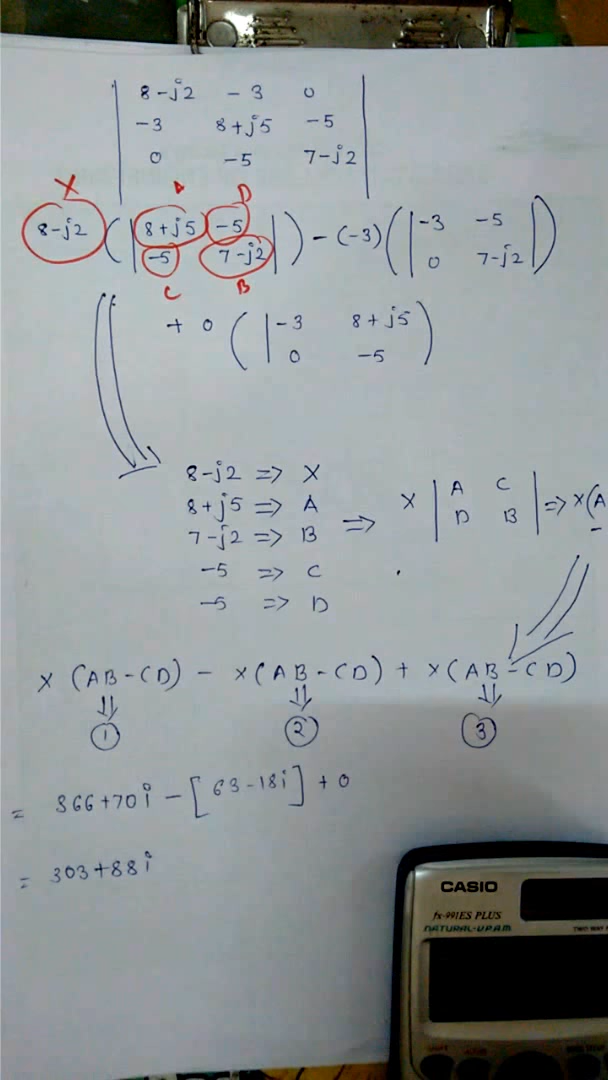 8-j2 -3 0
-3 8+j5 -5
0 -5 7-j2
X A D
8-j2 (|8+j5 -5|) - (-3) (|-3 -5|)
-5 7-j2 0 7-j2
C B
+ 0 (|-3 8+j5)
0 -5
8-j2 => X
8+j5 => A
7-j2 => B
-5 => C
-5 => D
=> X |A C| => X(A
D B
X (AB-CD) - X(AB-CD) + X(AB-CD)
⇓ ⇓ ⇓
① ② ③
= 366+70i - [63-18i] + 0
= 303+88i
CASIO
fx-991ES PLUS
NATURAL-V.P.A.M.